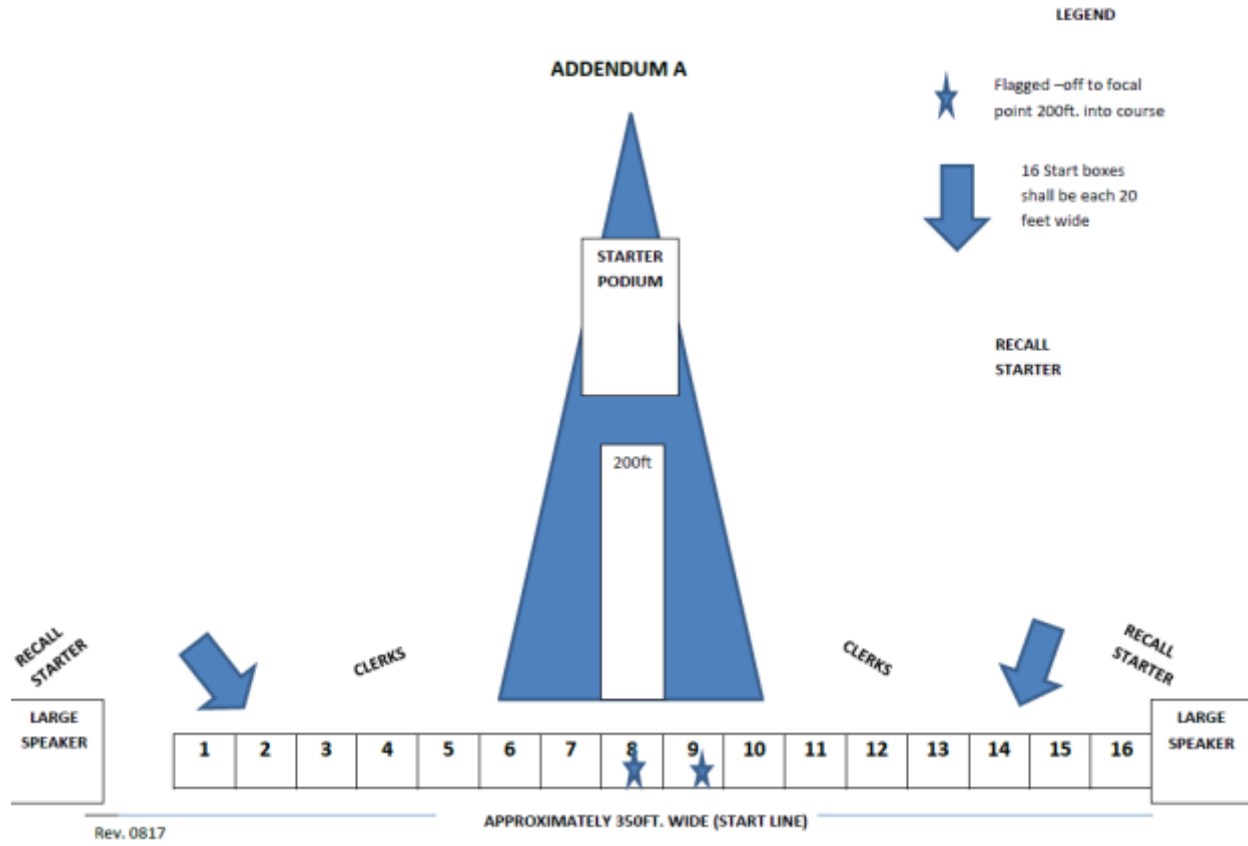 LEGEND
ADDENDUM A
Flagged –off to focal
point 200ft. into course
16 Start boxes
shall be each 20
feet wide
STARTER
PODIUM
RECALL
STARTER
200ft
RECALL
STARTER
CLERKS
CLERKS
RECALL
STARTER
LARGE
SPEAKER
LARGE
SPEAKER
1 2 3 4 5 6 7 8 9 10 11 12 13 14 15 16
APPROXIMATELY 350FT. WIDE (START LINE)
Rev. 0817